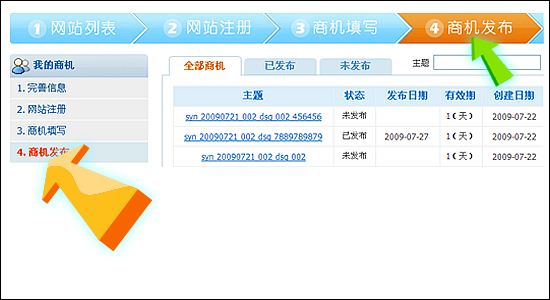 1 网站列表 2 网站注册 3 商机填写 4 商机发布
我的商机
1. 完善信息
2. 网站注册
3. 商机填写
4. 商机发布
全部商机 已发布 未发布 主题
主题 状态 发布日期 有效期 创建日期
svn 20090721 002 dsq 002 456456 未发布 1(天) 2009-07-22
svn 20090721 002 dsq 7889789879 已发布 2009-07-27 1(天) 2009-07-22
svn 20090721 002 dsq 002 未发布 1(天) 2009-07-22